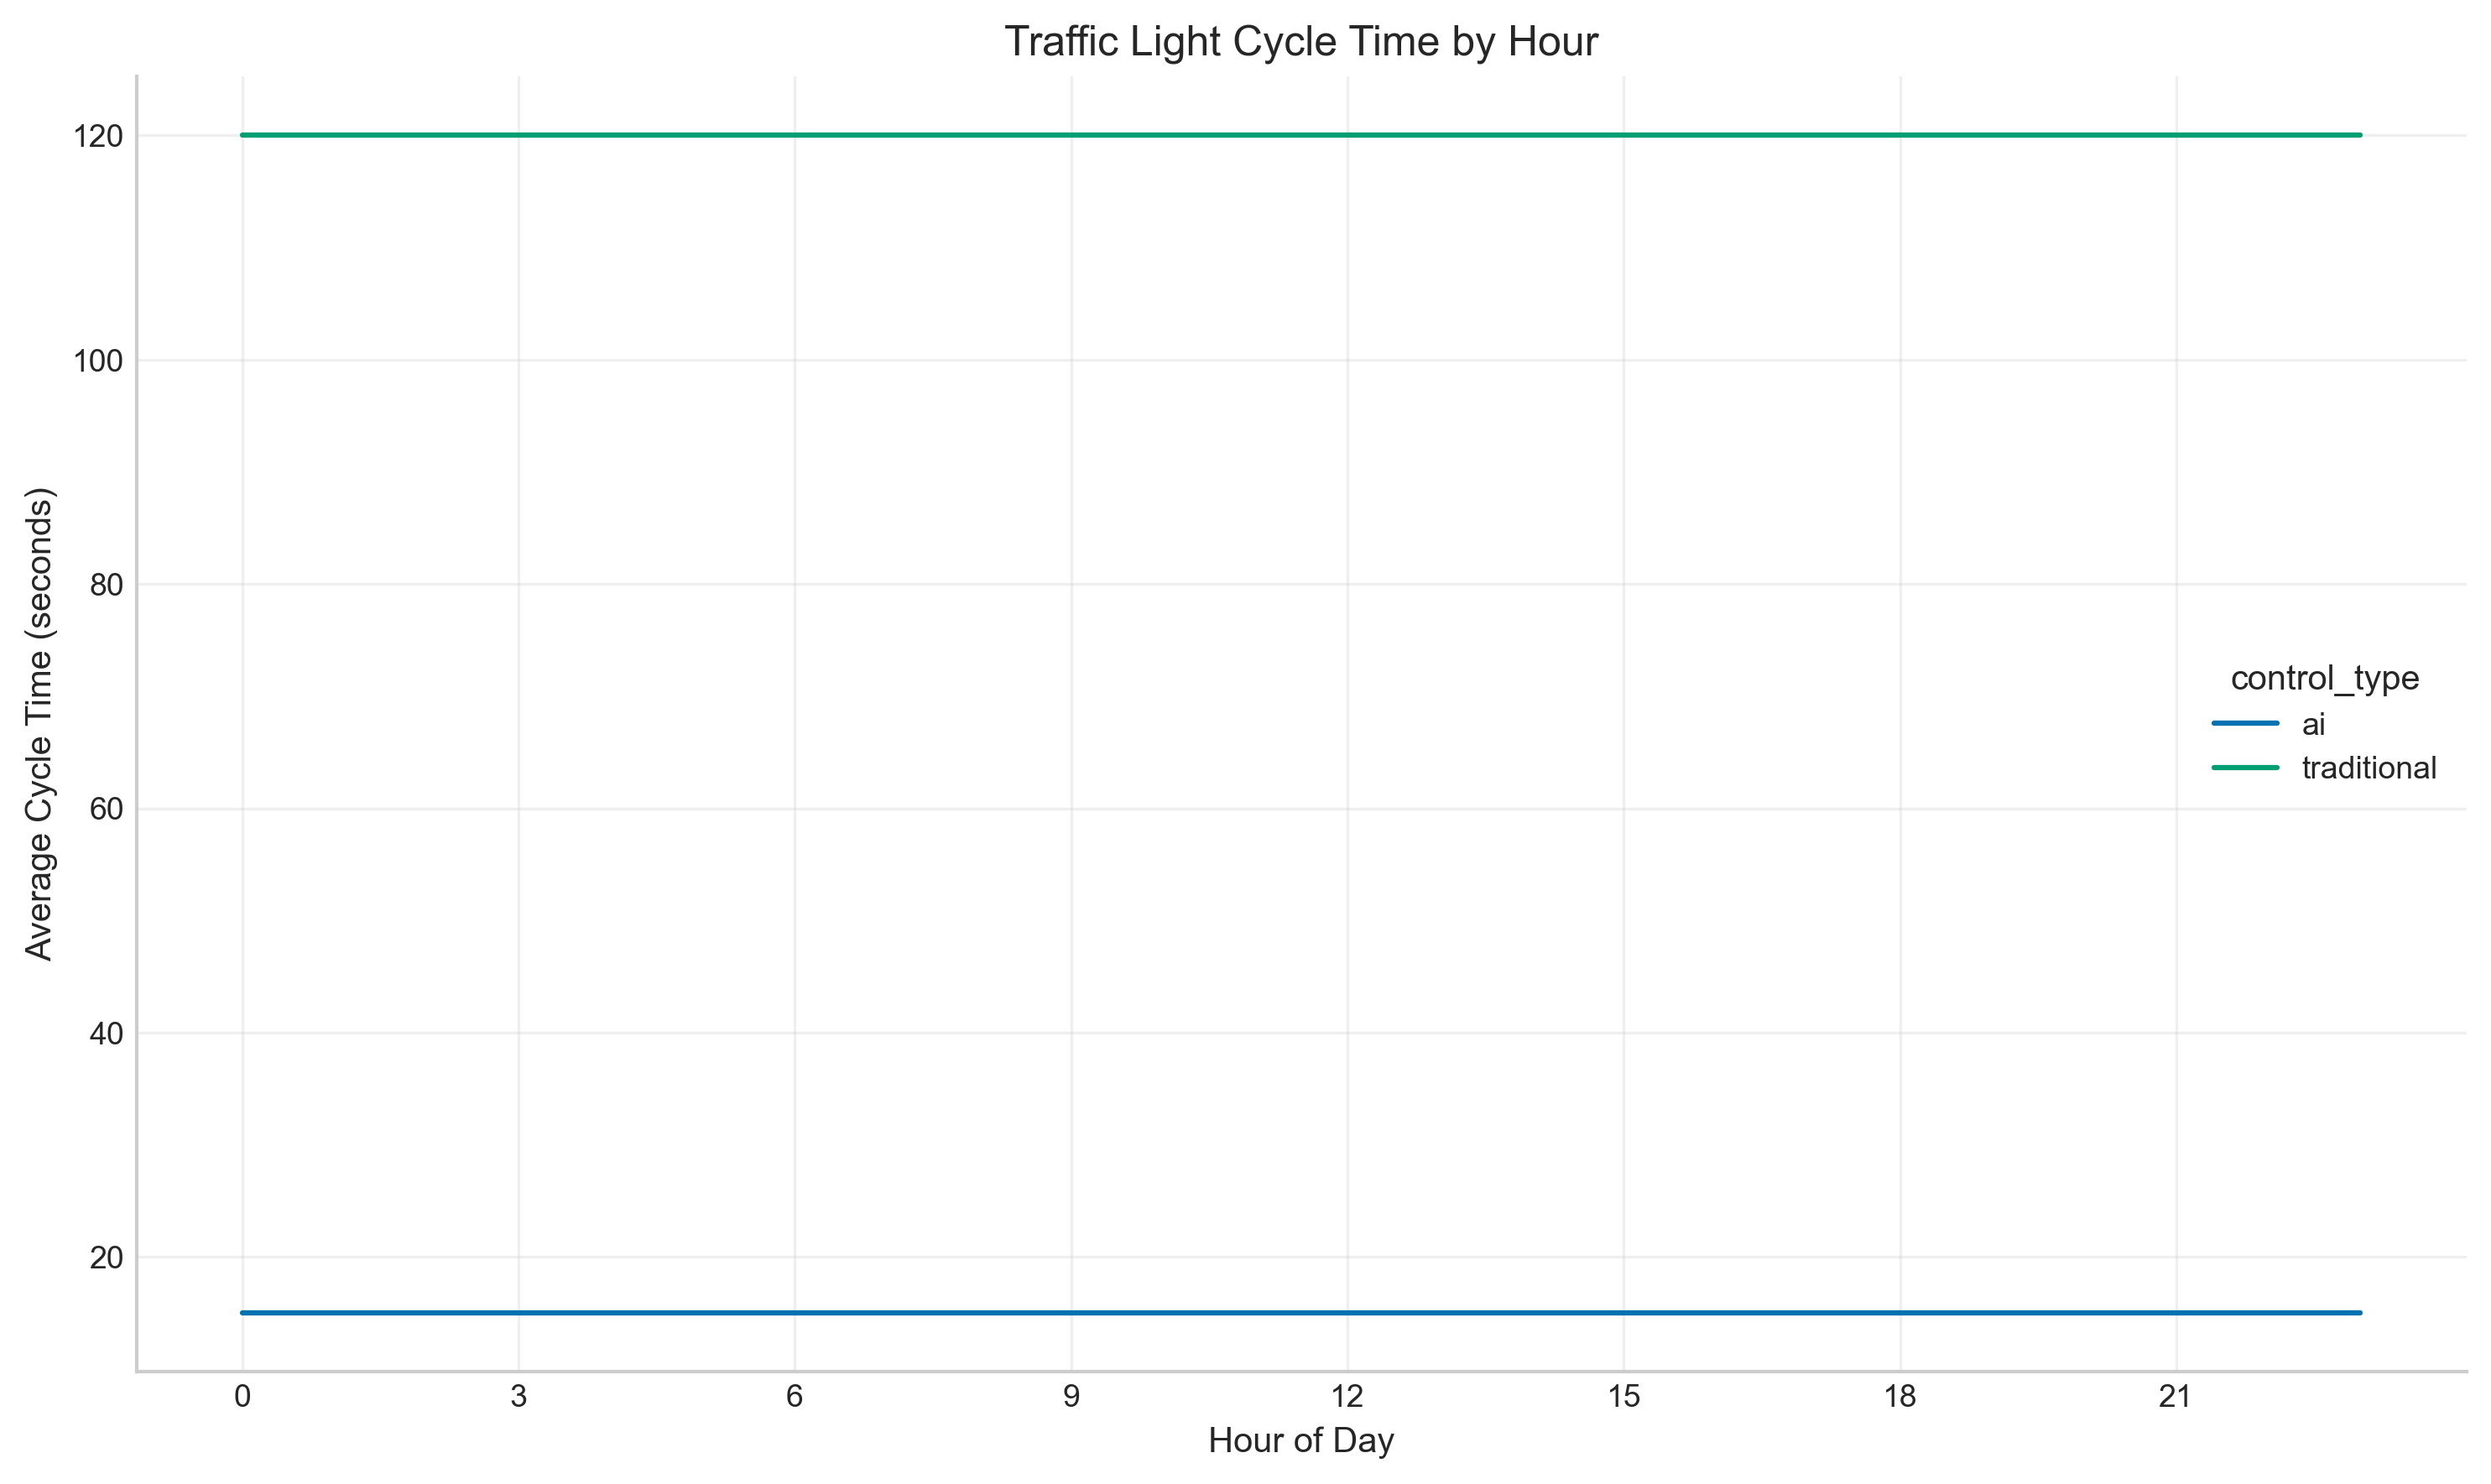 Traffic Light Cycle Time by Hour
Average Cycle Time (seconds)
120
100
80
60
40
20
control_type
ai
traditional
0 3 6 9 12 15 18 21
Hour of Day